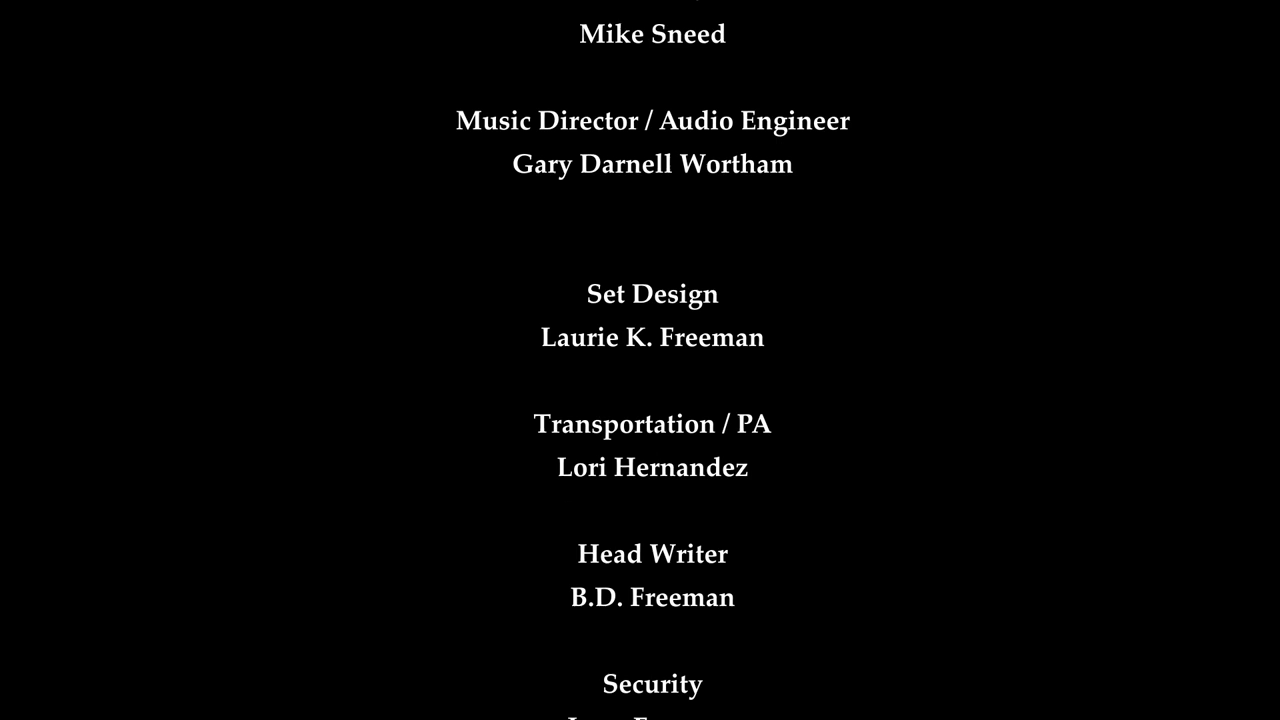 Mike Sneed
Music Director / Audio Engineer
Gary Darnell Wortham
Set Design
Laurie K. Freeman
Transportation / PA
Lori Hernandez
Head Writer
B.D. Freeman
Security